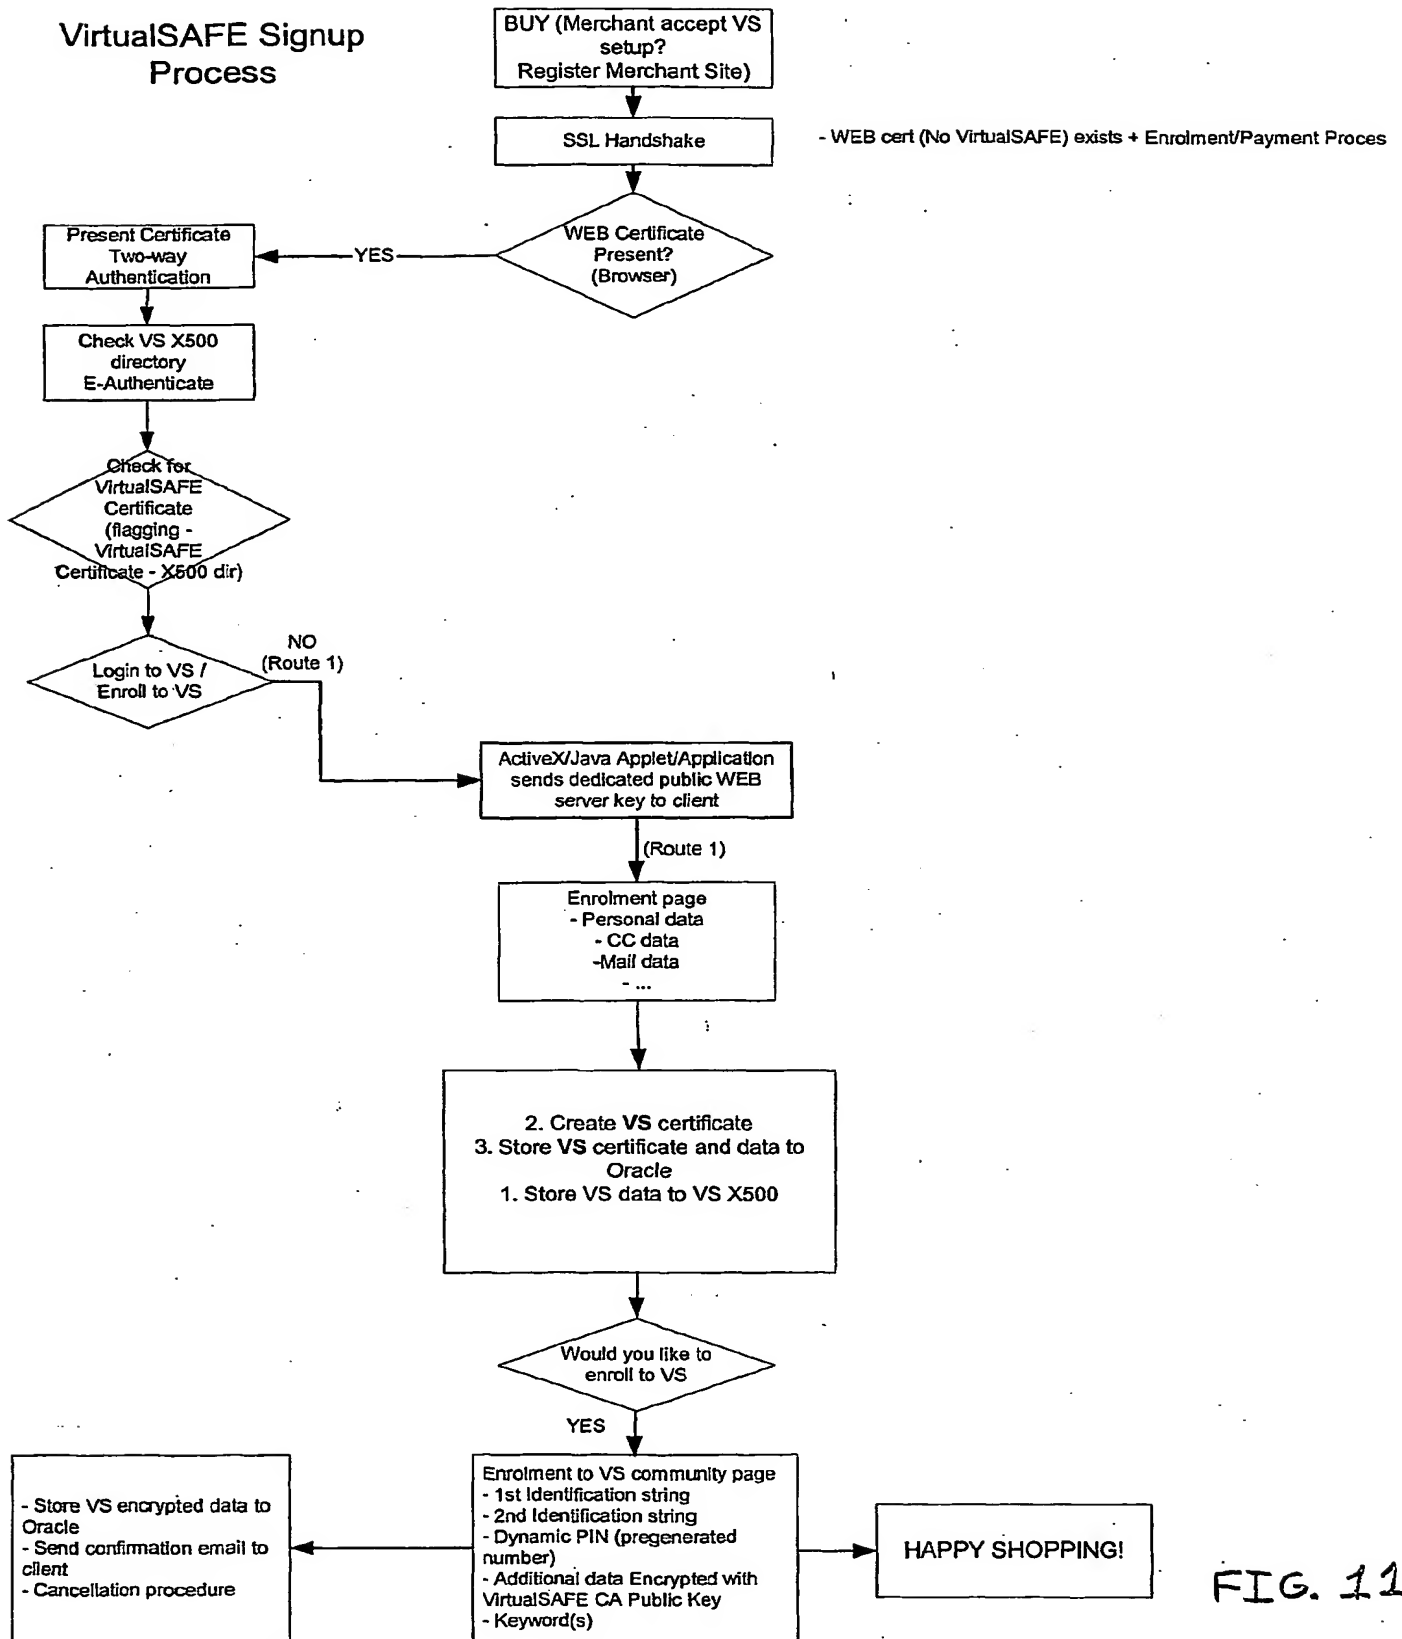 VirtualSAFE Signup
Process
BUY (Merchant accept VS
setup?
Register Merchant Site)
SSL Handshake
- WEB cert (No VirtualSAFE) exists + Enrolment/Payment Proces
WEB Certificate
Present?
(Browser)
YES
Present Certificate
Two-way
Authentication
Check VS X500
directory
E-Authenticate
Check for
VirtualSAFE
Certificate
(flagging -
VirtualSAFE
Certificate - X500 dir)
Login to VS /
Enroll to VS
NO
(Route 1)
ActiveX/Java Applet/Application
sends dedicated public WEB
server key to client
(Route 1)
Enrolment page
- Personal data
- CC data
-Mail data
- ...
2. Create VS certificate
3. Store VS certificate and data to
Oracle
1. Store VS data to VS X500
Would you like to
enroll to VS
YES
- Store VS encrypted data to
Oracle
- Send confirmation email to
client
- Cancellation procedure
Enrolment to VS community page
- 1st Identification string
- 2nd Identification string
- Dynamic PIN (pregenerated
number)
- Additional data Encrypted with
VirtualSAFE CA Public Key
- Keyword(s)
HAPPY SHOPPING!
FIG. 11